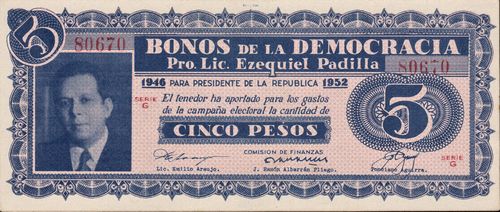 5
80670
BONOS DE LA DEMOCRACIA
Pro. Lic. Ezequiel Padilla
80670
1946 PARA PRESIDENTE DE LA REPUBLICA 1952
SERIE G
El tenedor ha aportado para los gastos
de la campaña electoral la cantidad de
5
CINCO PESOS
COMISION DE FINANZAS
SERIE G
Lic. Emilio Araujo.
J. Ramón Albarrán Pliego.
Ponciano Aguirre.